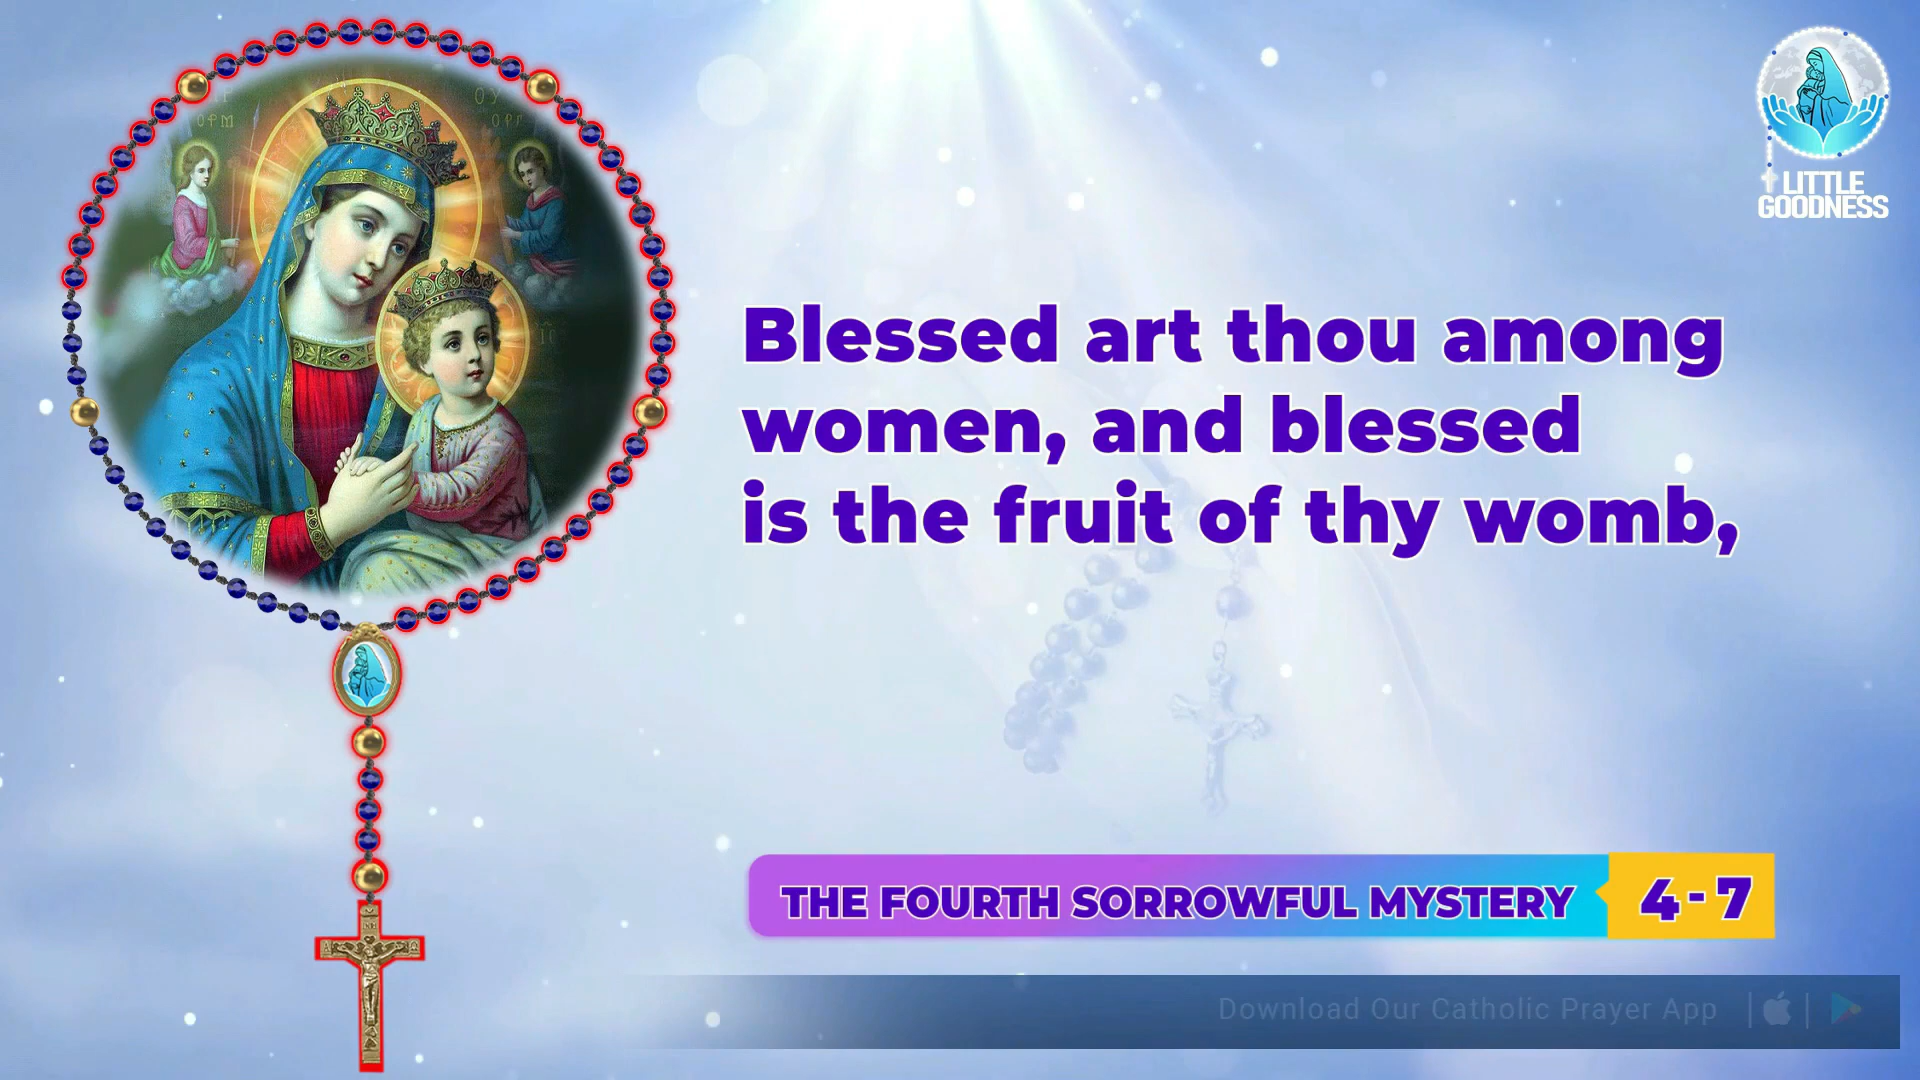 LITTLE
GOODNESS
Blessed art thou among
women, and blessed
is the fruit of thy womb,
THE FOURTH SORROWFUL MYSTERY 4 - 7
Download Our Catholic Prayer App